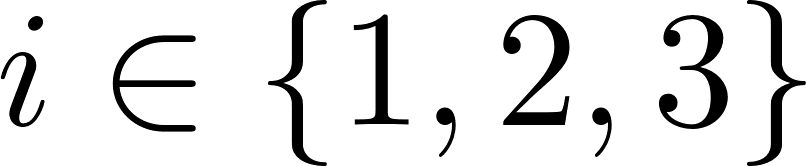 i ∈ {1, 2, 3}